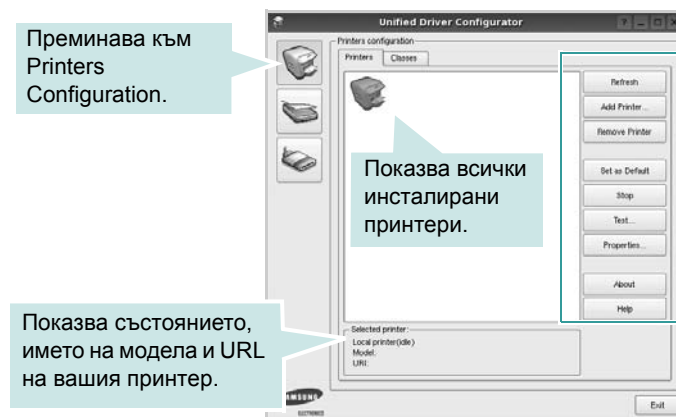 Unified Driver Configurator
Преминава към
Printers
Configuration.
Printers configuration
Printers Classes
Refresh
Add Printer...
Remove Printer
Set as Default
Stop
Test...
Properties...
About
Help
Показва всички
инсталирани
принтери.
Показва състоянието,
името на модела и URL
на вашия принтер.
Selected printer:
Local printer(idle)
Model:
URI:
AMSUNG
ELECTRONICS
Exit